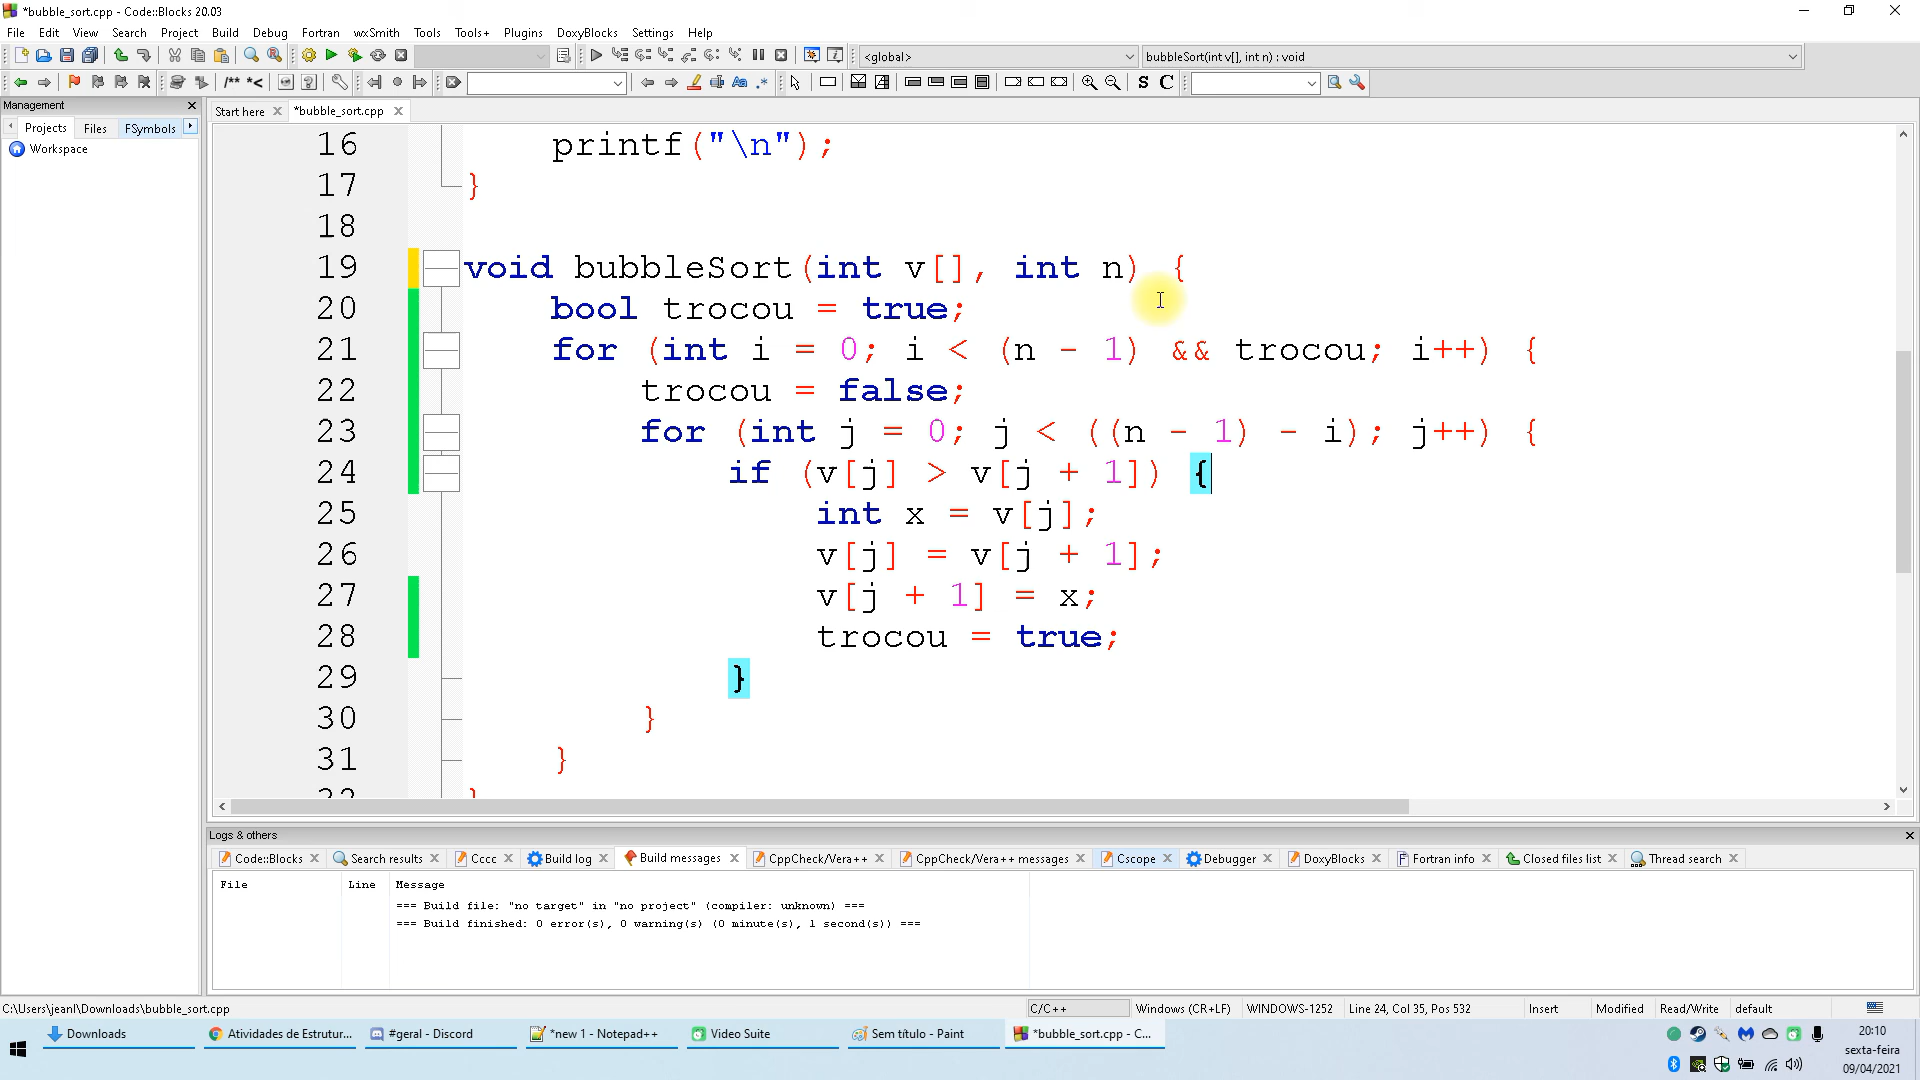 *bubble_sort.cpp - Code::Blocks 20.03
File Edit View Search Project Build Debug Fortran wxSmith Tools Tools+ Plugins DoxyBlocks Settings Help
<global> bubbleSort(int v[], int n) : void
/** *< Aa .* S C
Management
Projects Files FSymbols
Workspace
Start here *bubble_sort.cpp
16 printf("\n");
17 }
18
19 void bubbleSort(int v[], int n) {
20 bool trocou = true;
21 for (int i = 0; i < (n - 1) && trocou; i++) {
22 trocou = false;
23 for (int j = 0; j < ((n - 1) - i); j++) {
24 if (v[j] > v[j + 1]) {
25 int x = v[j];
26 v[j] = v[j + 1];
27 v[j + 1] = x;
28 trocou = true;
29 }
30 }
31 }
32 }
Logs & others
Code::Blocks Search results Cccc Build log Build messages CppCheck/Vera++ CppCheck/Vera++ messages Cscope Debugger DoxyBlocks Fortran info Closed files list Thread search
File Line Message
=== Build file: "no target" in "no project" (compiler: unknown) ===
=== Build finished: 0 error(s), 0 warning(s) (0 minute(s), 1 second(s)) ===
C:\Users\jeanl\Downloads\bubble_sort.cpp C/C++ Windows (CR+LF) WINDOWS-1252 Line 24, Col 35, Pos 532 Insert Modified Read/Write default
Downloads Atividades de Estrutur... #geral - Discord *new 1 - Notepad++ Video Suite Sem título - Paint *bubble_sort.cpp - C...
20:10
sexta-feira
09/04/2021